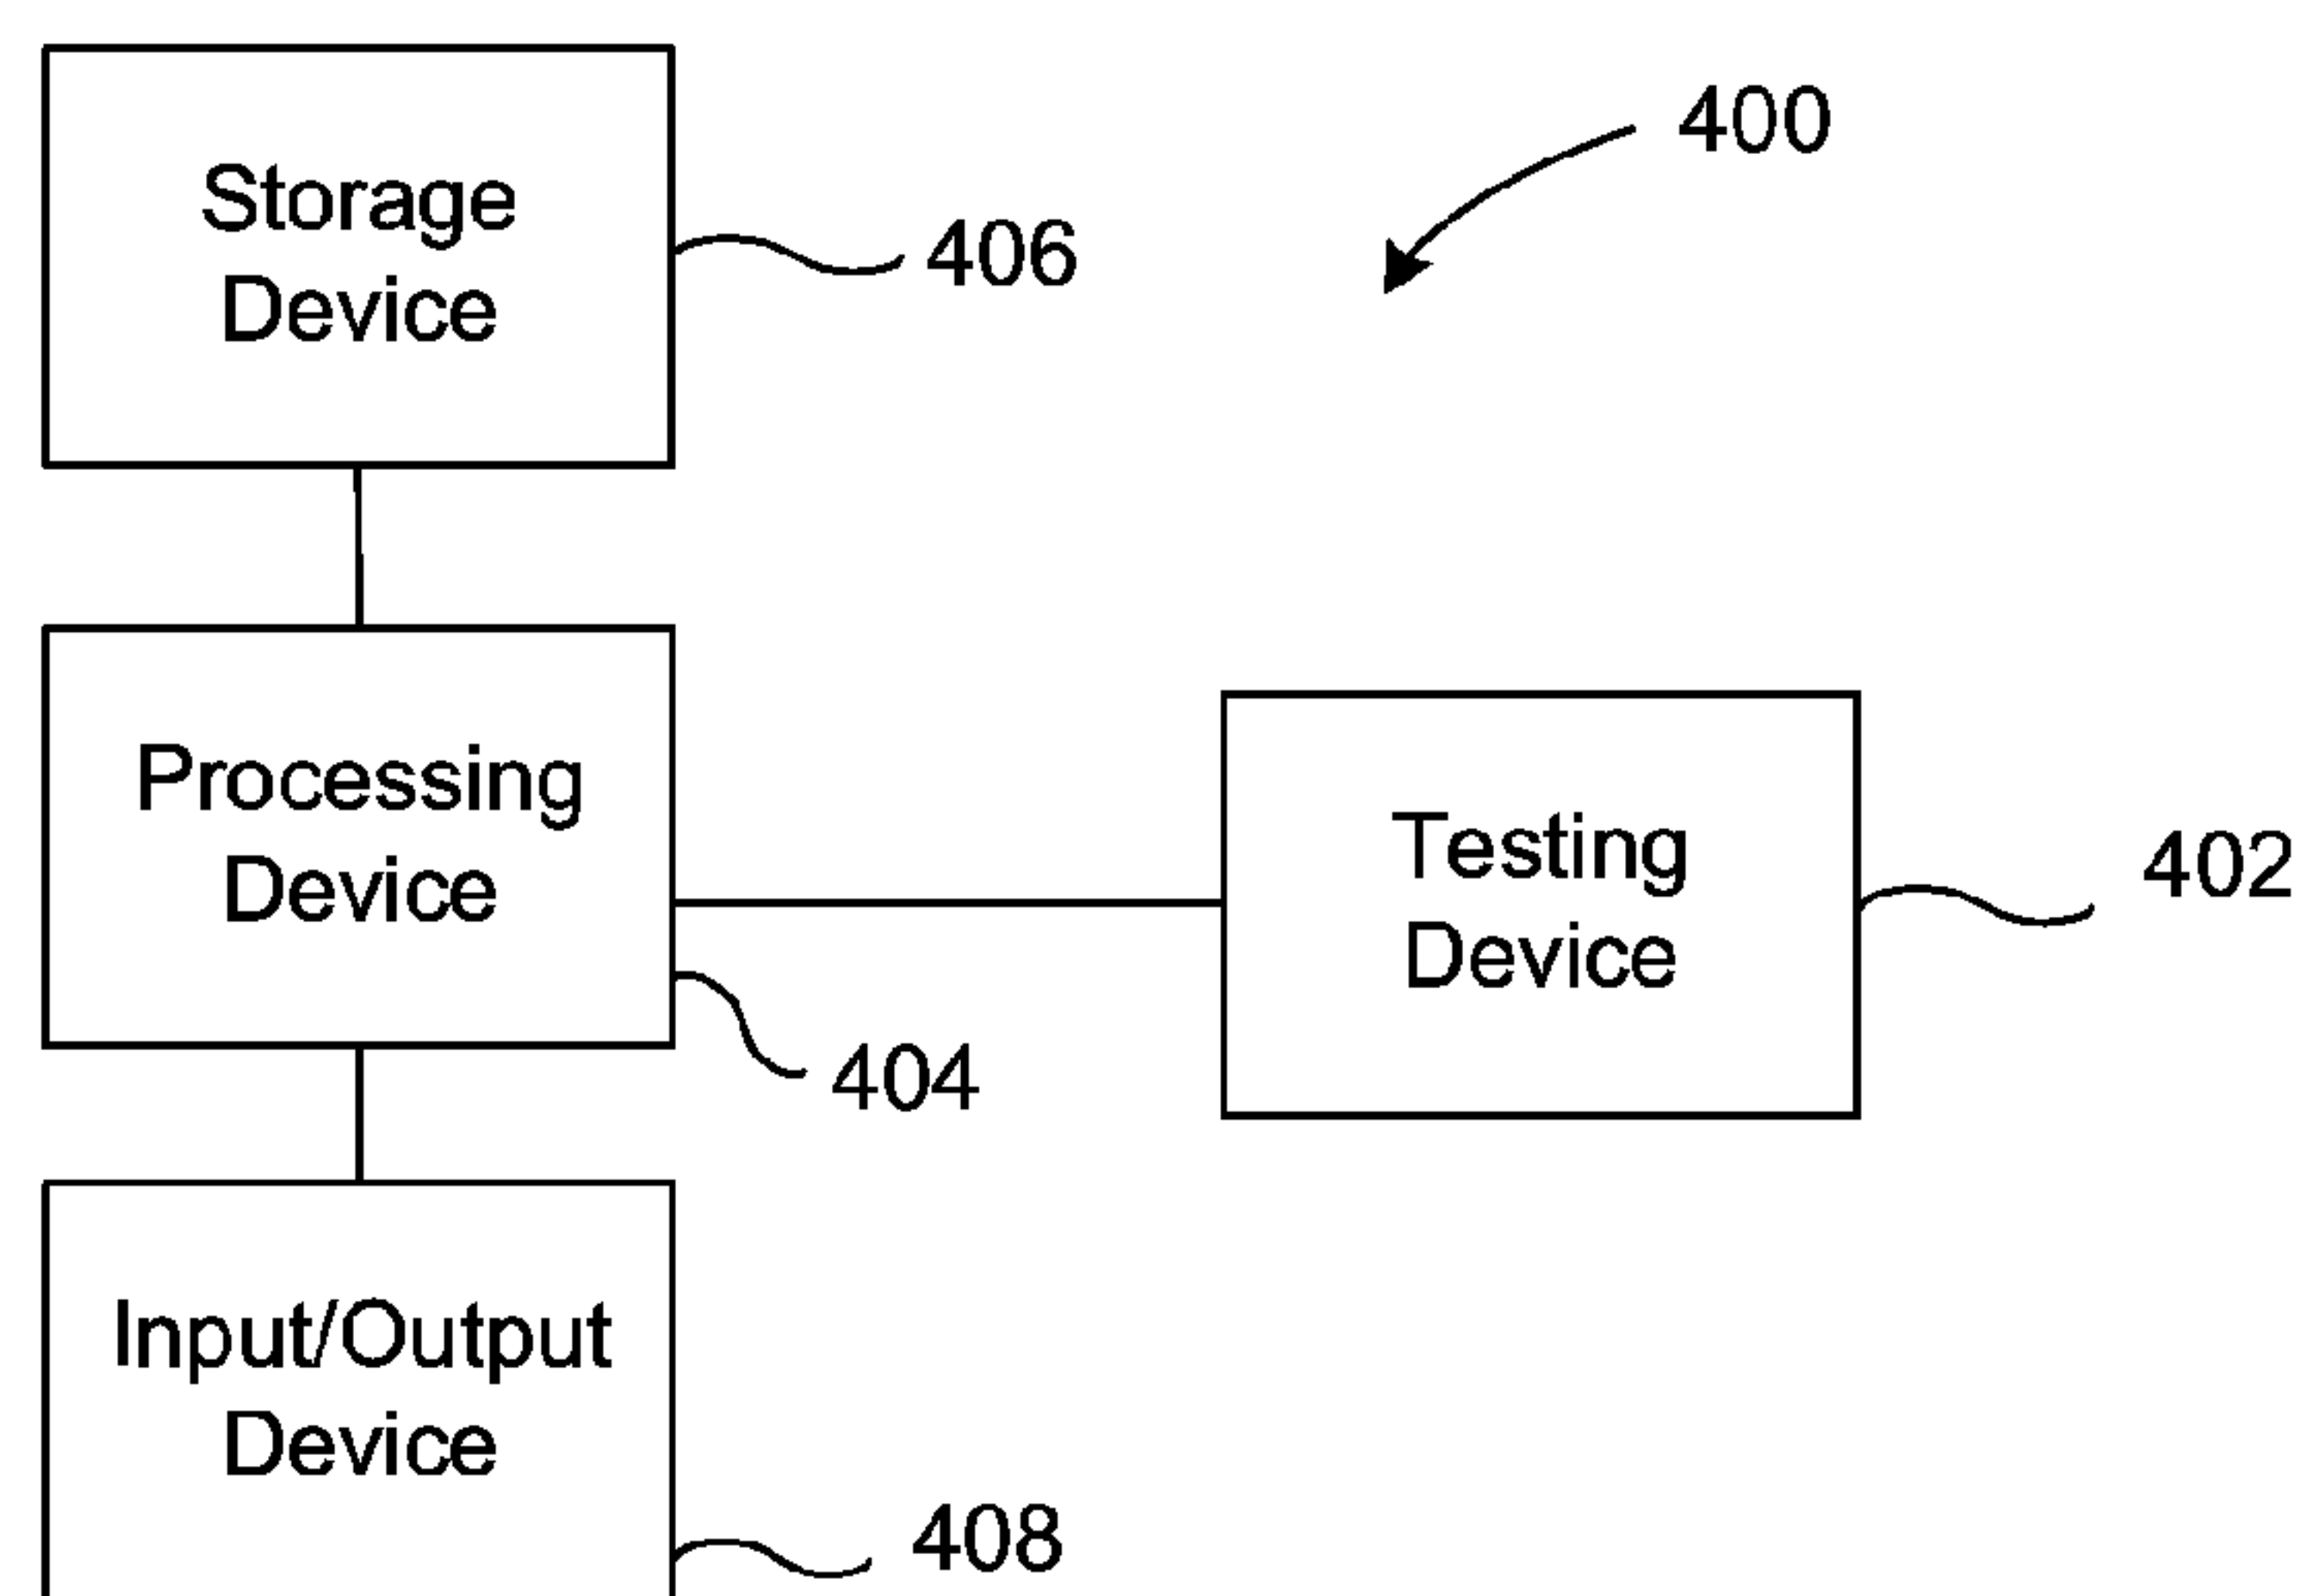 400
Storage
Device
406
Processing
Device
404
Testing
Device
402
Input/Output
Device
408